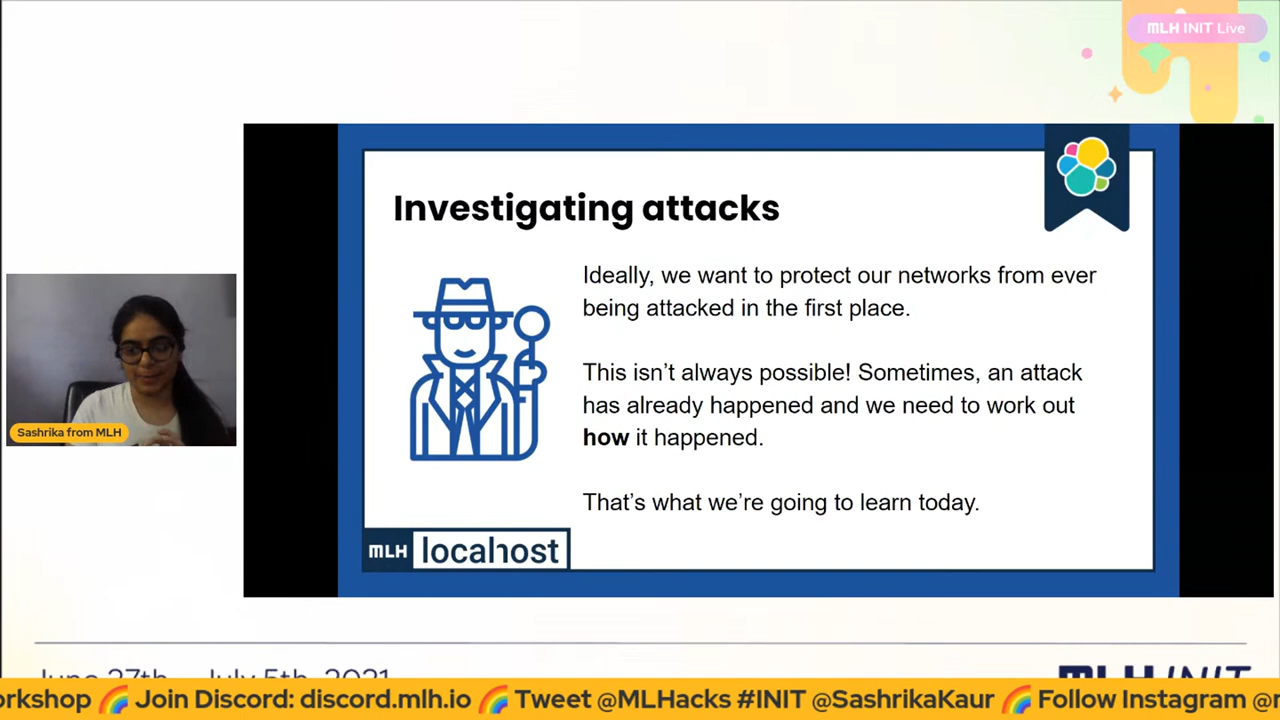 MLH INIT Live
Investigating attacks
Ideally, we want to protect our networks from ever
being attacked in the first place.
This isn't always possible! Sometimes, an attack
has already happened and we need to work out
how it happened.
That's what we're going to learn today.
Sashrika from MLH
MLH localhost
June 27th - July 5th, 2021
MLH INIT
orkshop 🌈 Join Discord: discord.mlh.io 🌈 Tweet @MLHacks #INIT @SashrikaKaur 🌈 Follow Instagram